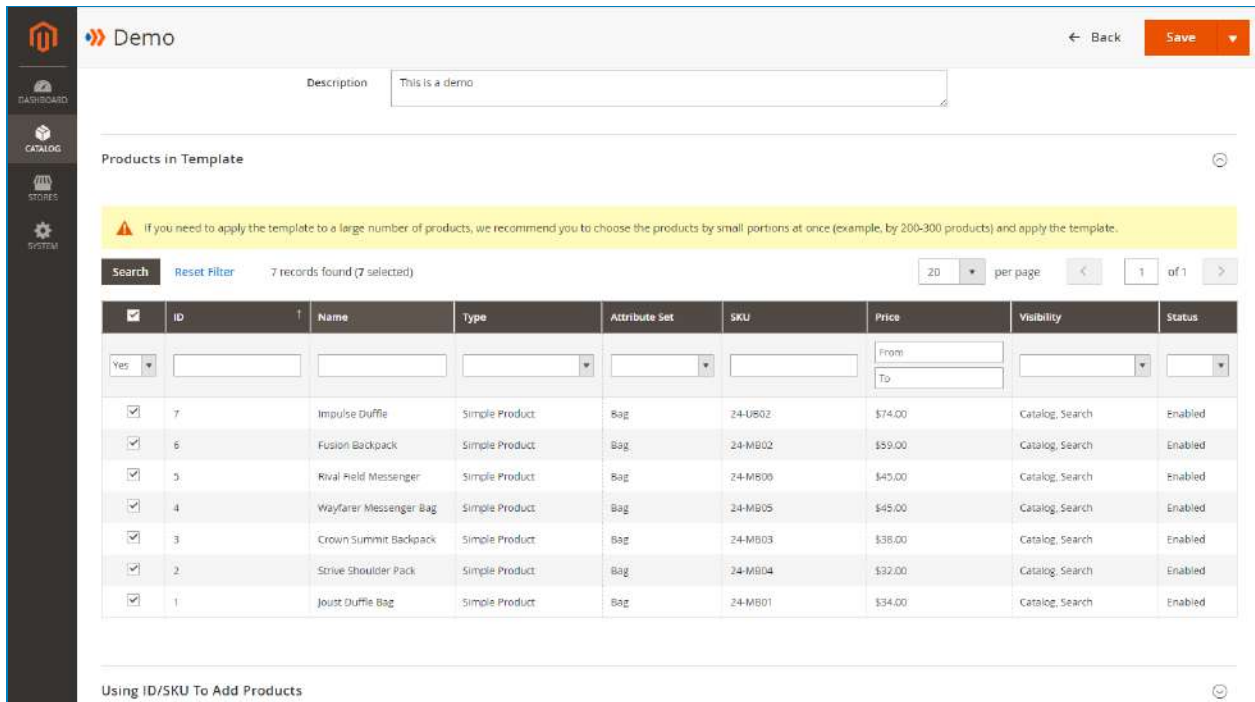 Demo
← Back
Save
DASHBOARD
CATALOG
STORES
SYSTEM
Description
This is a demo
Products in Template
If you need to apply the template to a large number of products, we recommend you to choose the products by small portions at once (example, by 200-300 products) and apply the template.
Search Reset Filter 7 records found (7 selected) 20 per page 1 of 1
ID ↑ Name Type Attribute Set SKU Price Visibility Status
Yes From
To
7 Impulse Duffle Simple Product Bag 24-UB02 $74.00 Catalog, Search Enabled
6 Fusion Backpack Simple Product Bag 24-MB02 $59.00 Catalog, Search Enabled
5 Rival Field Messenger Simple Product Bag 24-MB06 $45.00 Catalog, Search Enabled
4 Wayfarer Messenger Bag Simple Product Bag 24-MB05 $45.00 Catalog, Search Enabled
3 Crown Summit Backpack Simple Product Bag 24-MB03 $38.00 Catalog, Search Enabled
2 Strive Shoulder Pack Simple Product Bag 24-MB04 $32.00 Catalog, Search Enabled
1 Joust Duffle Bag Simple Product Bag 24-MB01 $34.00 Catalog, Search Enabled
Using ID/SKU To Add Products